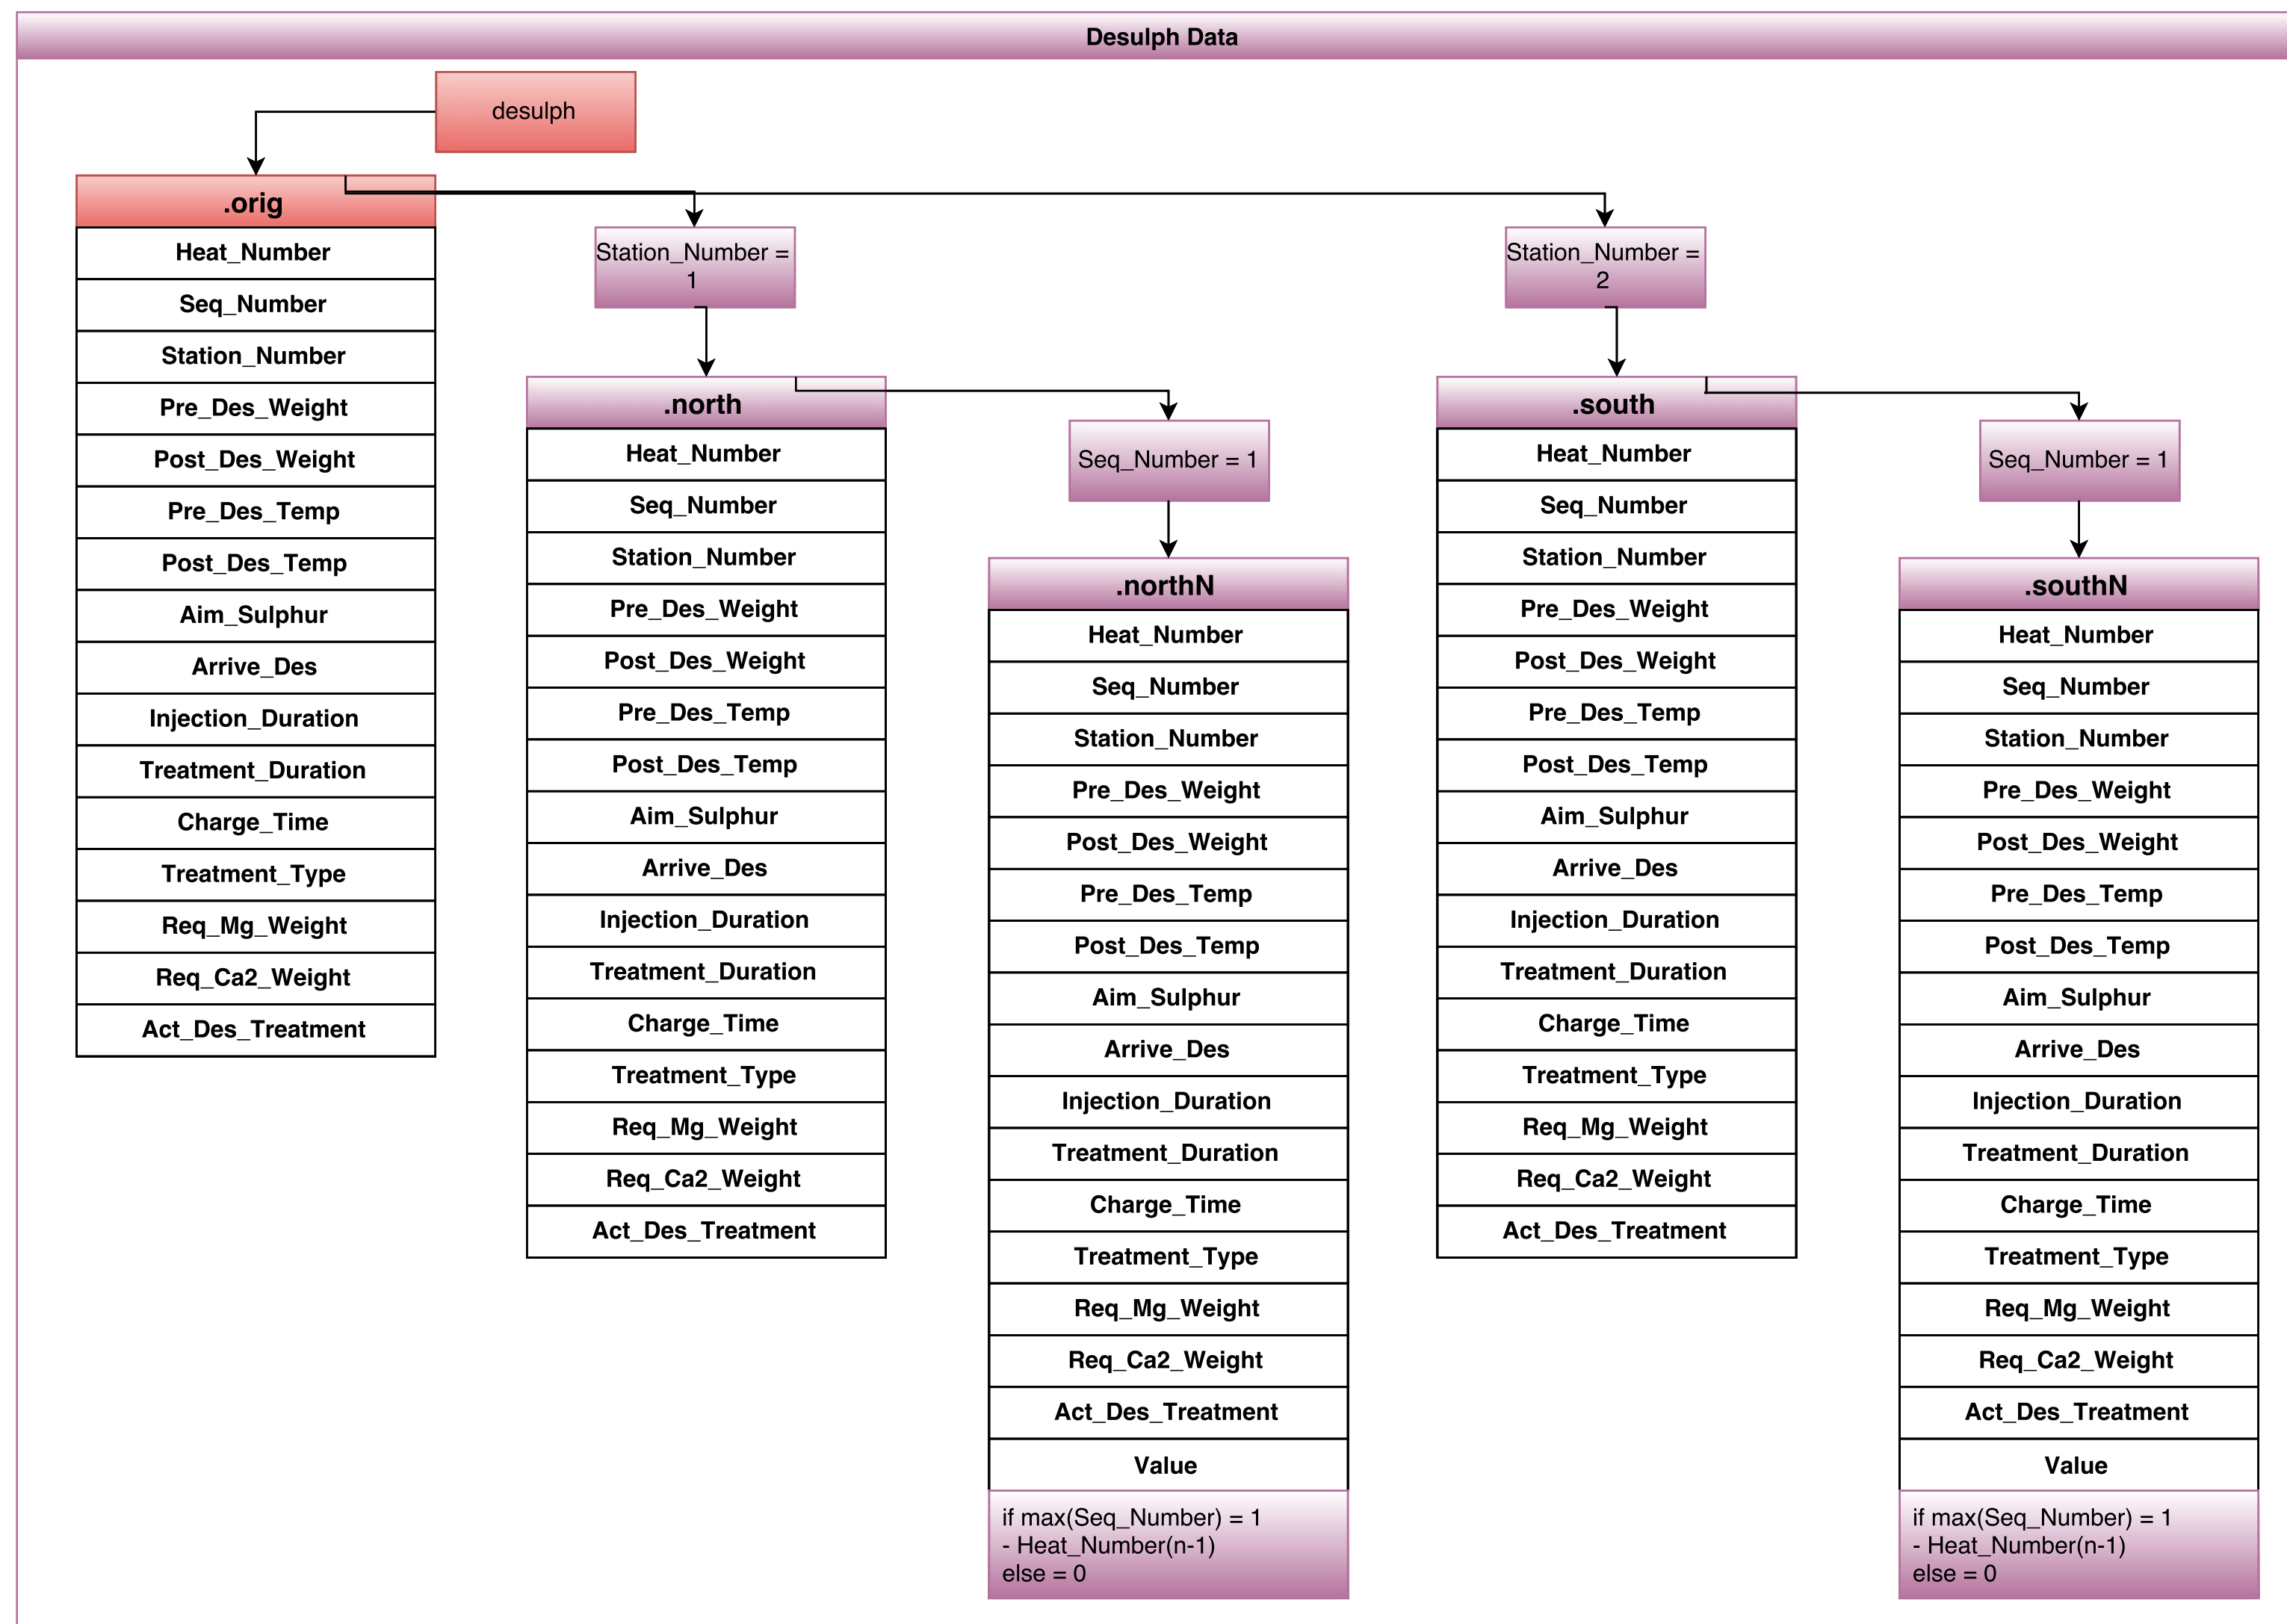 Desulph Data
desulph
.orig
Heat_Number
Seq_Number
Station_Number
Pre_Des_Weight
Post_Des_Weight
Pre_Des_Temp
Post_Des_Temp
Aim_Sulphur
Arrive_Des
Injection_Duration
Treatment_Duration
Charge_Time
Treatment_Type
Req_Mg_Weight
Req_Ca2_Weight
Act_Des_Treatment
Station_Number =
1
.north
Heat_Number
Seq_Number
Station_Number
Pre_Des_Weight
Post_Des_Weight
Pre_Des_Temp
Post_Des_Temp
Aim_Sulphur
Arrive_Des
Injection_Duration
Treatment_Duration
Charge_Time
Treatment_Type
Req_Mg_Weight
Req_Ca2_Weight
Act_Des_Treatment
Seq_Number = 1
.northN
Heat_Number
Seq_Number
Station_Number
Pre_Des_Weight
Post_Des_Weight
Pre_Des_Temp
Post_Des_Temp
Aim_Sulphur
Arrive_Des
Injection_Duration
Treatment_Duration
Charge_Time
Treatment_Type
Req_Mg_Weight
Req_Ca2_Weight
Act_Des_Treatment
Value
if max(Seq_Number) = 1
- Heat_Number(n-1)
else = 0
Station_Number =
2
.south
Heat_Number
Seq_Number
Station_Number
Pre_Des_Weight
Post_Des_Weight
Pre_Des_Temp
Post_Des_Temp
Aim_Sulphur
Arrive_Des
Injection_Duration
Treatment_Duration
Charge_Time
Treatment_Type
Req_Mg_Weight
Req_Ca2_Weight
Act_Des_Treatment
Seq_Number = 1
.southN
Heat_Number
Seq_Number
Station_Number
Pre_Des_Weight
Post_Des_Weight
Pre_Des_Temp
Post_Des_Temp
Aim_Sulphur
Arrive_Des
Injection_Duration
Treatment_Duration
Charge_Time
Treatment_Type
Req_Mg_Weight
Req_Ca2_Weight
Act_Des_Treatment
Value
if max(Seq_Number) = 1
- Heat_Number(n-1)
else = 0